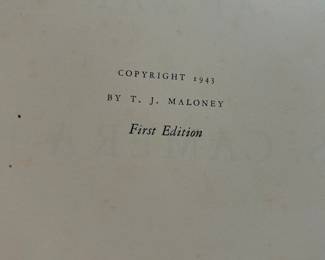 COPYRIGHT 1943
BY T. J. MALONEY
First Edition